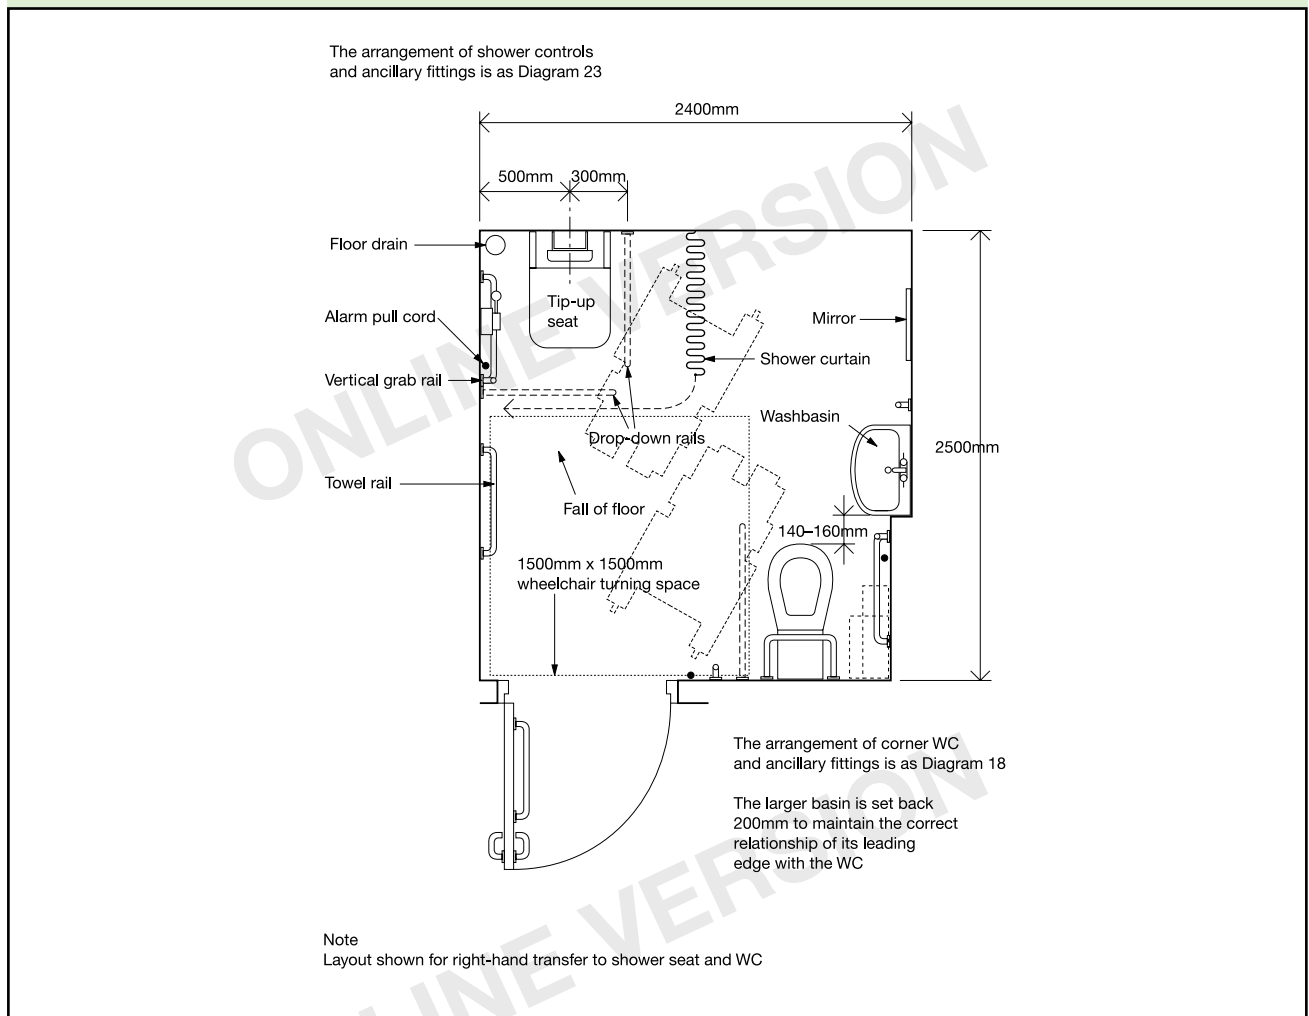 The arrangement of shower controls
and ancillary fittings is as Diagram 23
2400mm
500mm
300mm
Floor drain
Alarm pull cord
Tip-up
seat
Mirror
Shower curtain
Vertical grab rail
Washbasin
Drop-down rails
2500mm
Towel rail
Fall of floor
140–160mm
1500mm x 1500mm
wheelchair turning space
The arrangement of corner WC
and ancillary fittings is as Diagram 18
The larger basin is set back
200mm to maintain the correct
relationship of its leading
edge with the WC
Note
Layout shown for right-hand transfer to shower seat and WC
ONLINE VERSION
ONLINE VERSION